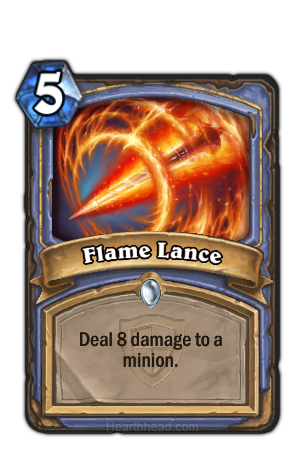 5
Flame Lance
Deal 8 damage to a
minion.
Hearthhead.com